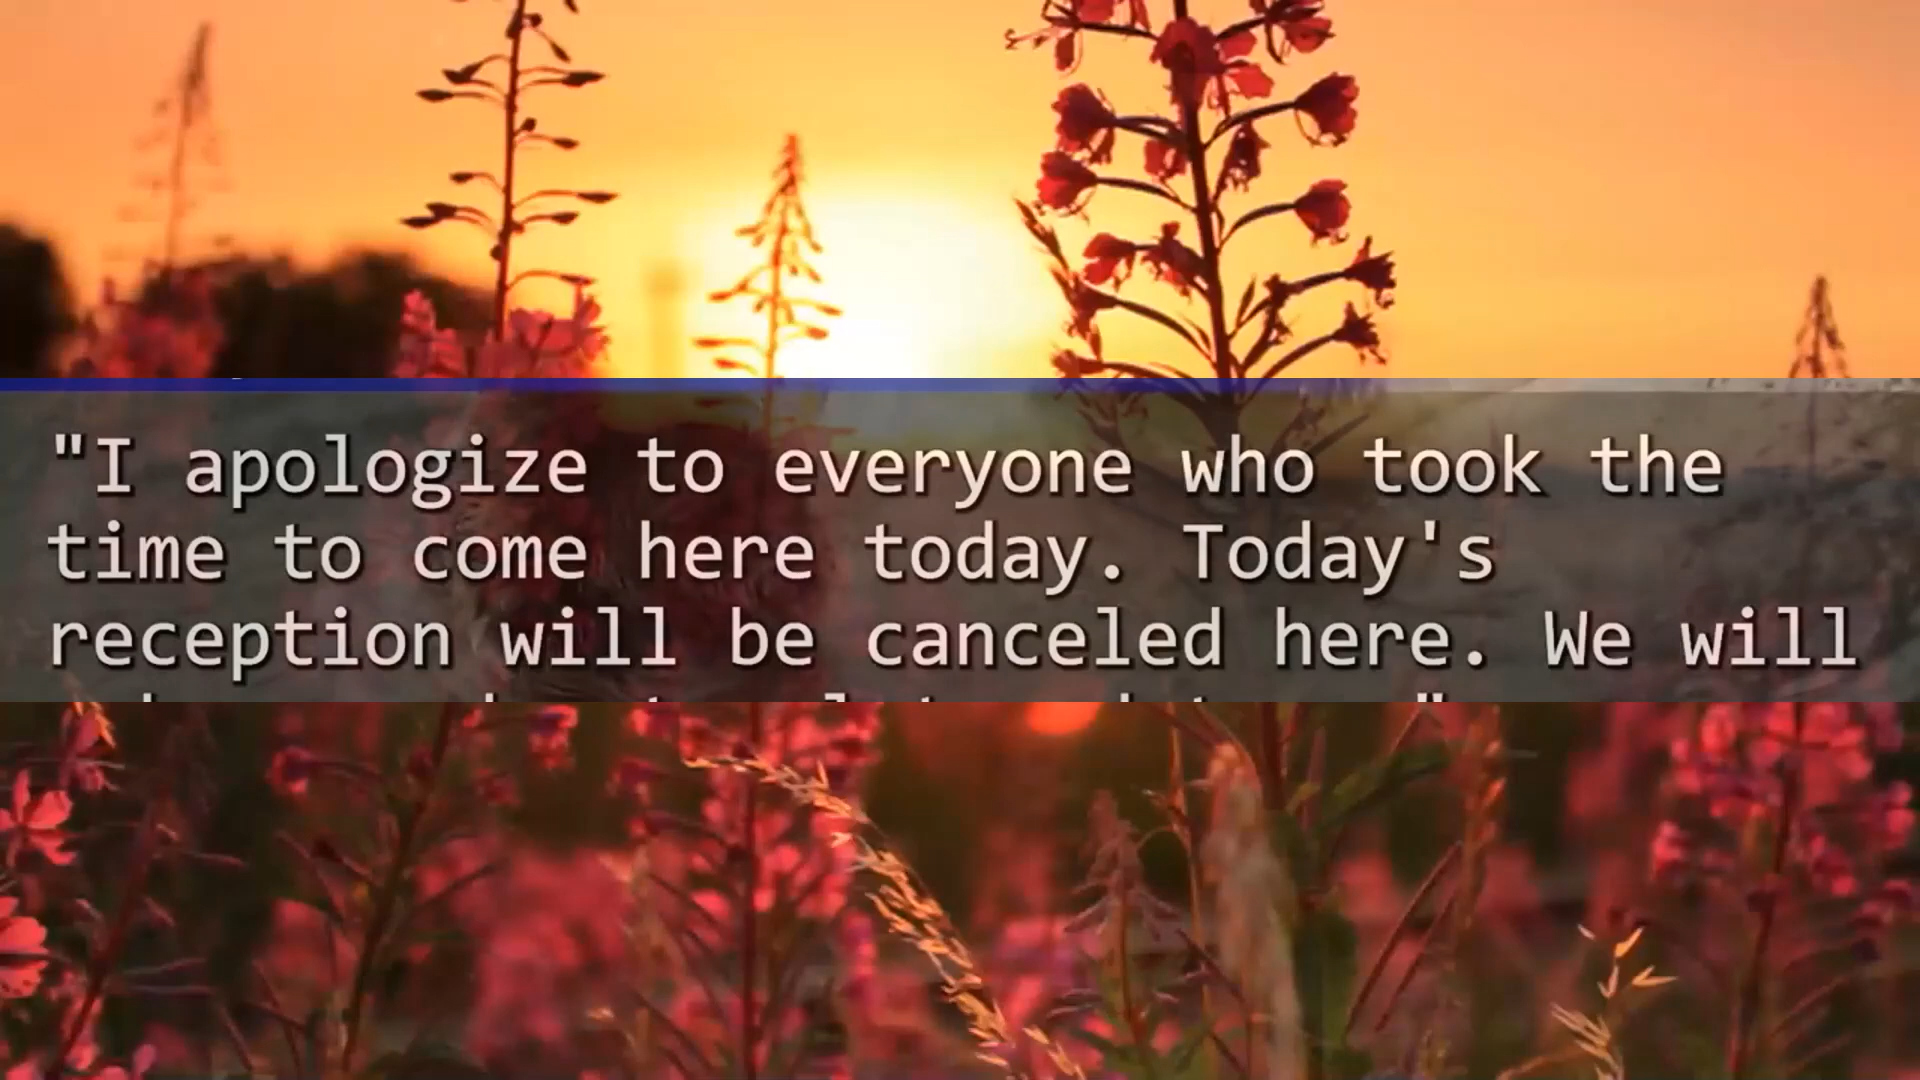 "I apologize to everyone who took the
time to come here today. Today's
reception will be canceled here. We will